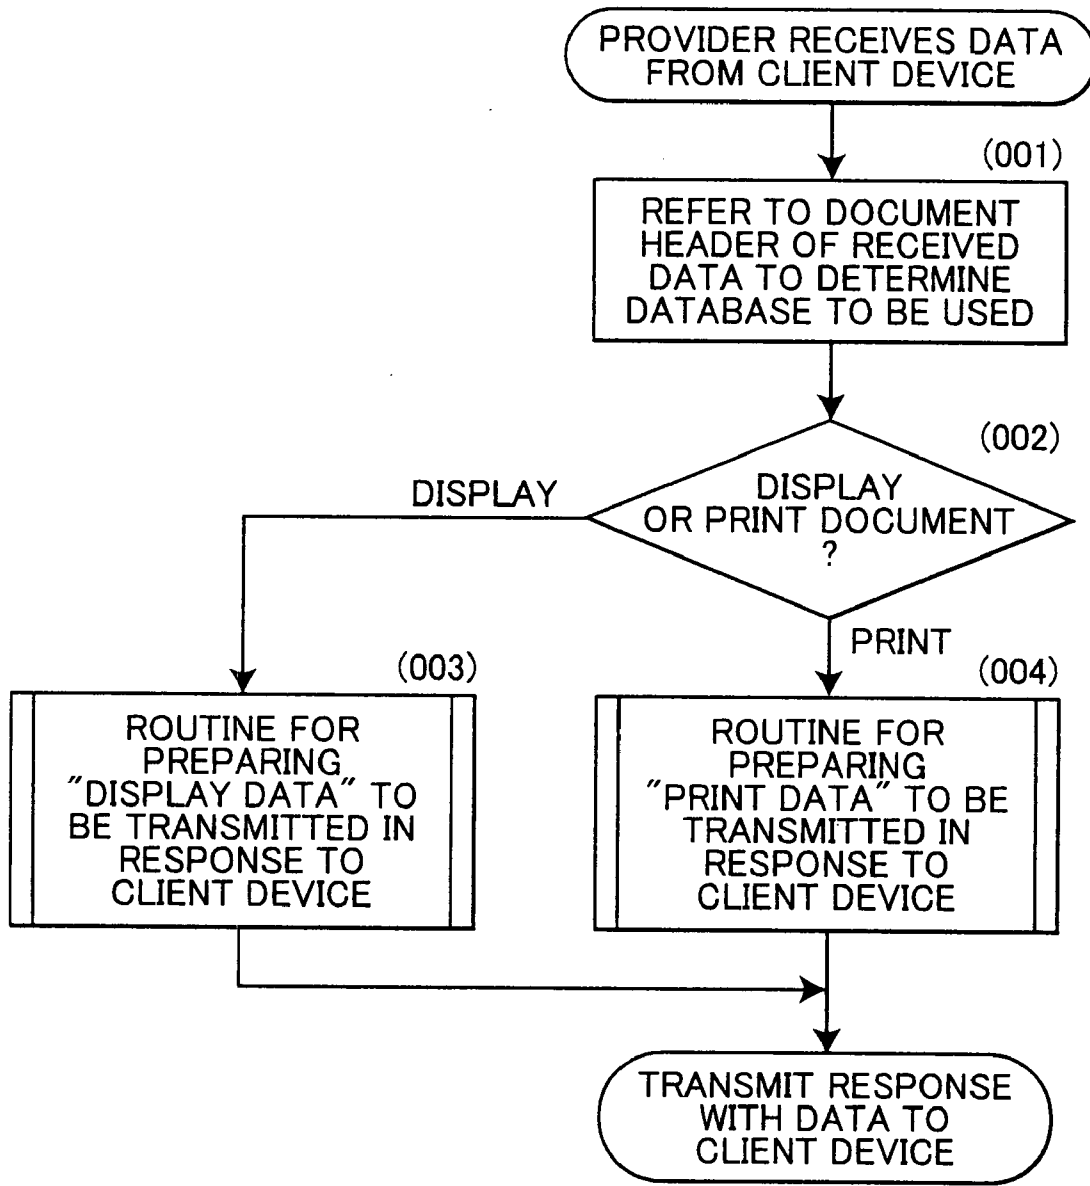 PROVIDER RECEIVES DATA
FROM CLIENT DEVICE
(001)
REFER TO DOCUMENT
HEADER OF RECEIVED
DATA TO DETERMINE
DATABASE TO BE USED
(002)
DISPLAY
OR PRINT DOCUMENT
?
DISPLAY
PRINT
(003)
ROUTINE FOR
PREPARING
"DISPLAY DATA" TO
BE TRANSMITTED IN
RESPONSE TO
CLIENT DEVICE
(004)
ROUTINE FOR
PREPARING
"PRINT DATA" TO BE
TRANSMITTED IN
RESPONSE TO
CLIENT DEVICE
TRANSMIT RESPONSE
WITH DATA TO
CLIENT DEVICE